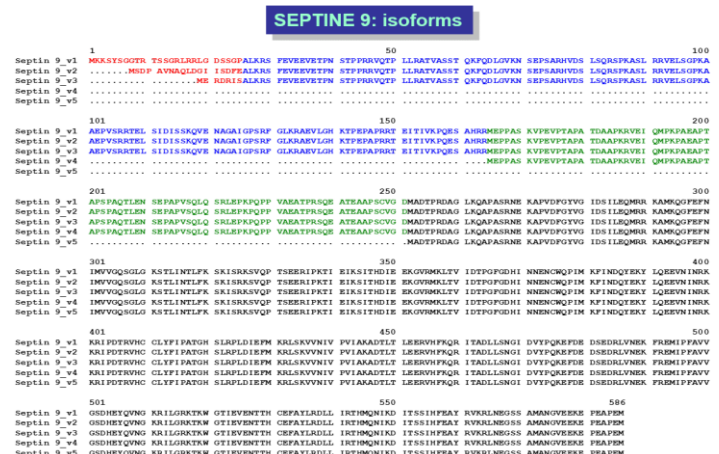 SEPTINE 9: isoforms
1 50 100
Septin 9_v1 MKKSYSGGTR TSSGRLRRLG DSSGPALKRS FEVEEVETPN STPPRRVQTP LLRATVASST QKFQDLGVKN SEPSARHVDS LSQRSPKASL RRVELSGPKA
Septin 9_v2 .......MSDP AVNAQLDGI ISDFEALKRS FEVEEVETPN STPPRRVQTP LLRATVASST QKFQDLGVKN SEPSARHVDS LSQRSPKASL RRVELSGPKA
Septin 9_v3 .......... ........ME RDRISALKRS FEVEEVETPN STPPRRVQTP LLRATVASST QKFQDLGVKN SEPSARHVDS LSQRSPKASL RRVELSGPKA
Septin 9_v4 .......... .......... .......... .......... .......... .......... .......... .......... .......... ..........
Septin 9_v5 .......... .......... .......... .......... .......... .......... .......... .......... .......... ..........
101 150 200
Septin 9_v1 AEPVSRRTEL SIDISSKQVE NAGAIGPSRF GLKRAEVLGH KTPEPAPRRT EITIVKPQES AHRRMEPPAS KVPEVPTAPA TDAAPKRVEI QMPKPAEAPT
Septin 9_v2 AEPVSRRTEL SIDISSKQVE NAGAIGPSRF GLKRAEVLGH KTPEPAPRRT EITIVKPQES AHRRMEPPAS KVPEVPTAPA TDAAPKRVEI QMPKPAEAPT
Septin 9_v3 AEPVSRRTEL SIDISSKQVE NAGAIGPSRF GLKRAEVLGH KTPEPAPRRT EITIVKPQES AHRRMEPPAS KVPEVPTAPA TDAAPKRVEI QMPKPAEAPT
Septin 9_v4 .......... .......... .......... .......... .......... .......... ....MEPPAS KVPEVPTAPA TDAAPKRVEI QMPKPAEAPT
Septin 9_v5 .......... .......... .......... .......... .......... .......... .......... .......... .......... ..........
201 250 300
Septin 9_v1 APSPAQTLEN SEPAPVSQLQ SRLEPKPQPP VAEATPRSQE ATEAAPSCVG DMADTPRDAG LKQAPASRNE KAPVDFGYVG IDSILEQMRR KAMKQGFEFN
Septin 9_v2 APSPAQTLEN SEPAPVSQLQ SRLEPKPQPP VAEATPRSQE ATEAAPSCVG DMADTPRDAG LKQAPASRNE KAPVDFGYVG IDSILEQMRR KAMKQGFEFN
Septin 9_v3 APSPAQTLEN SEPAPVSQLQ SRLEPKPQPP VAEATPRSQE ATEAAPSCVG DMADTPRDAG LKQAPASRNE KAPVDFGYVG IDSILEQMRR KAMKQGFEFN
Septin 9_v4 APSPAQTLEN SEPAPVSQLQ SRLEPKPQPP VAEATPRSQE ATEAAPSCVG DMADTPRDAG LKQAPASRNE KAPVDFGYVG IDSILEQMRR KAMKQGFEFN
Septin 9_v5 .......... .......... .......... .......... .......... .MADTPRDAG LKQAPASRNE KAPVDFGYVG IDSILEQMRR KAMKQGFEFN
301 350 400
Septin 9_v1 IMVVGQSGLG KSTLINTLFK SKISRKSVQP TSEERIPKTI EIKSITHDIE EKGVRMKLTV IDTPGFGDHI NNENCWQPIM KFINDQYEKY LQEEVNINRK
Septin 9_v2 IMVVGQSGLG KSTLINTLFK SKISRKSVQP TSEERIPKTI EIKSITHDIE EKGVRMKLTV IDTPGFGDHI NNENCWQPIM KFINDQYEKY LQEEVNINRK
Septin 9_v3 IMVVGQSGLG KSTLINTLFK SKISRKSVQP TSEERIPKTI EIKSITHDIE EKGVRMKLTV IDTPGFGDHI NNENCWQPIM KFINDQYEKY LQEEVNINRK
Septin 9_v4 IMVVGQSGLG KSTLINTLFK SKISRKSVQP TSEERIPKTI EIKSITHDIE EKGVRMKLTV IDTPGFGDHI NNENCWQPIM KFINDQYEKY LQEEVNINRK
Septin 9_v5 IMVVGQSGLG KSTLINTLFK SKISRKSVQP TSEERIPKTI EIKSITHDIE EKGVRMKLTV IDTPGFGDHI NNENCWQPIM KFINDQYEKY LQEEVNINRK
401 450 500
Septin 9_v1 KRIPDTRVHC CLYFIPATGH SLRPLDIEFM KRLSKVVNIV PVIAKADTLT LEERVHFKQR ITADLLSNGI DVYPQKEFDE DSEDRLVNEK FREMIPFAVV
Septin 9_v2 KRIPDTRVHC CLYFIPATGH SLRPLDIEFM KRLSKVVNIV PVIAKADTLT LEERVHFKQR ITADLLSNGI DVYPQKEFDE DSEDRLVNEK FREMIPFAVV
Septin 9_v3 KRIPDTRVHC CLYFIPATGH SLRPLDIEFM KRLSKVVNIV PVIAKADTLT LEERVHFKQR ITADLLSNGI DVYPQKEFDE DSEDRLVNEK FREMIPFAVV
Septin 9_v4 KRIPDTRVHC CLYFIPATGH SLRPLDIEFM KRLSKVVNIV PVIAKADTLT LEERVHFKQR ITADLLSNGI DVYPQKEFDE DSEDRLVNEK FREMIPFAVV
Septin 9_v5 KRIPDTRVHC CLYFIPATGH SLRPLDIEFM KRLSKVVNIV PVIAKADTLT LEERVHFKQR ITADLLSNGI DVYPQKEFDE DSEDRLVNEK FREMIPFAVV
501 550 586
Septin 9_v1 GSDHEYQVNG KRILGRKTKW GTIEVENTTH CEFAYLRDLL IRTHMQNIKD ITSSIHFEAY RVKRLNEGSS AMANGVEEKE PEAPEM
Septin 9_v2 GSDHEYQVNG KRILGRKTKW GTIEVENTTH CEFAYLRDLL IRTHMQNIKD ITSSIHFEAY RVKRLNEGSS AMANGVEEKE PEAPEM
Septin 9_v3 GSDHEYQVNG KRILGRKTKW GTIEVENTTH CEFAYLRDLL IRTHMQNIKD ITSSIHFEAY RVKRLNEGSS AMANGVEEKE PEAPEM
Septin 9_v4 GSDHEYQVNG KRILGRKTKW GTIEVENTTH CEFAYLRDLL IRTHMQNIKD ITSSIHFEAY RVKRLNEGSS AMANGVEEKE PEAPEM
Septin 9_v5 GSDHEYQVNG KRILGRKTKW GTIEVENTTH CEFAYLRDLL IRTHMQNIKD ITSSIHFEAY RVKRLNEGSS AMANGVEEKE PEAPEM